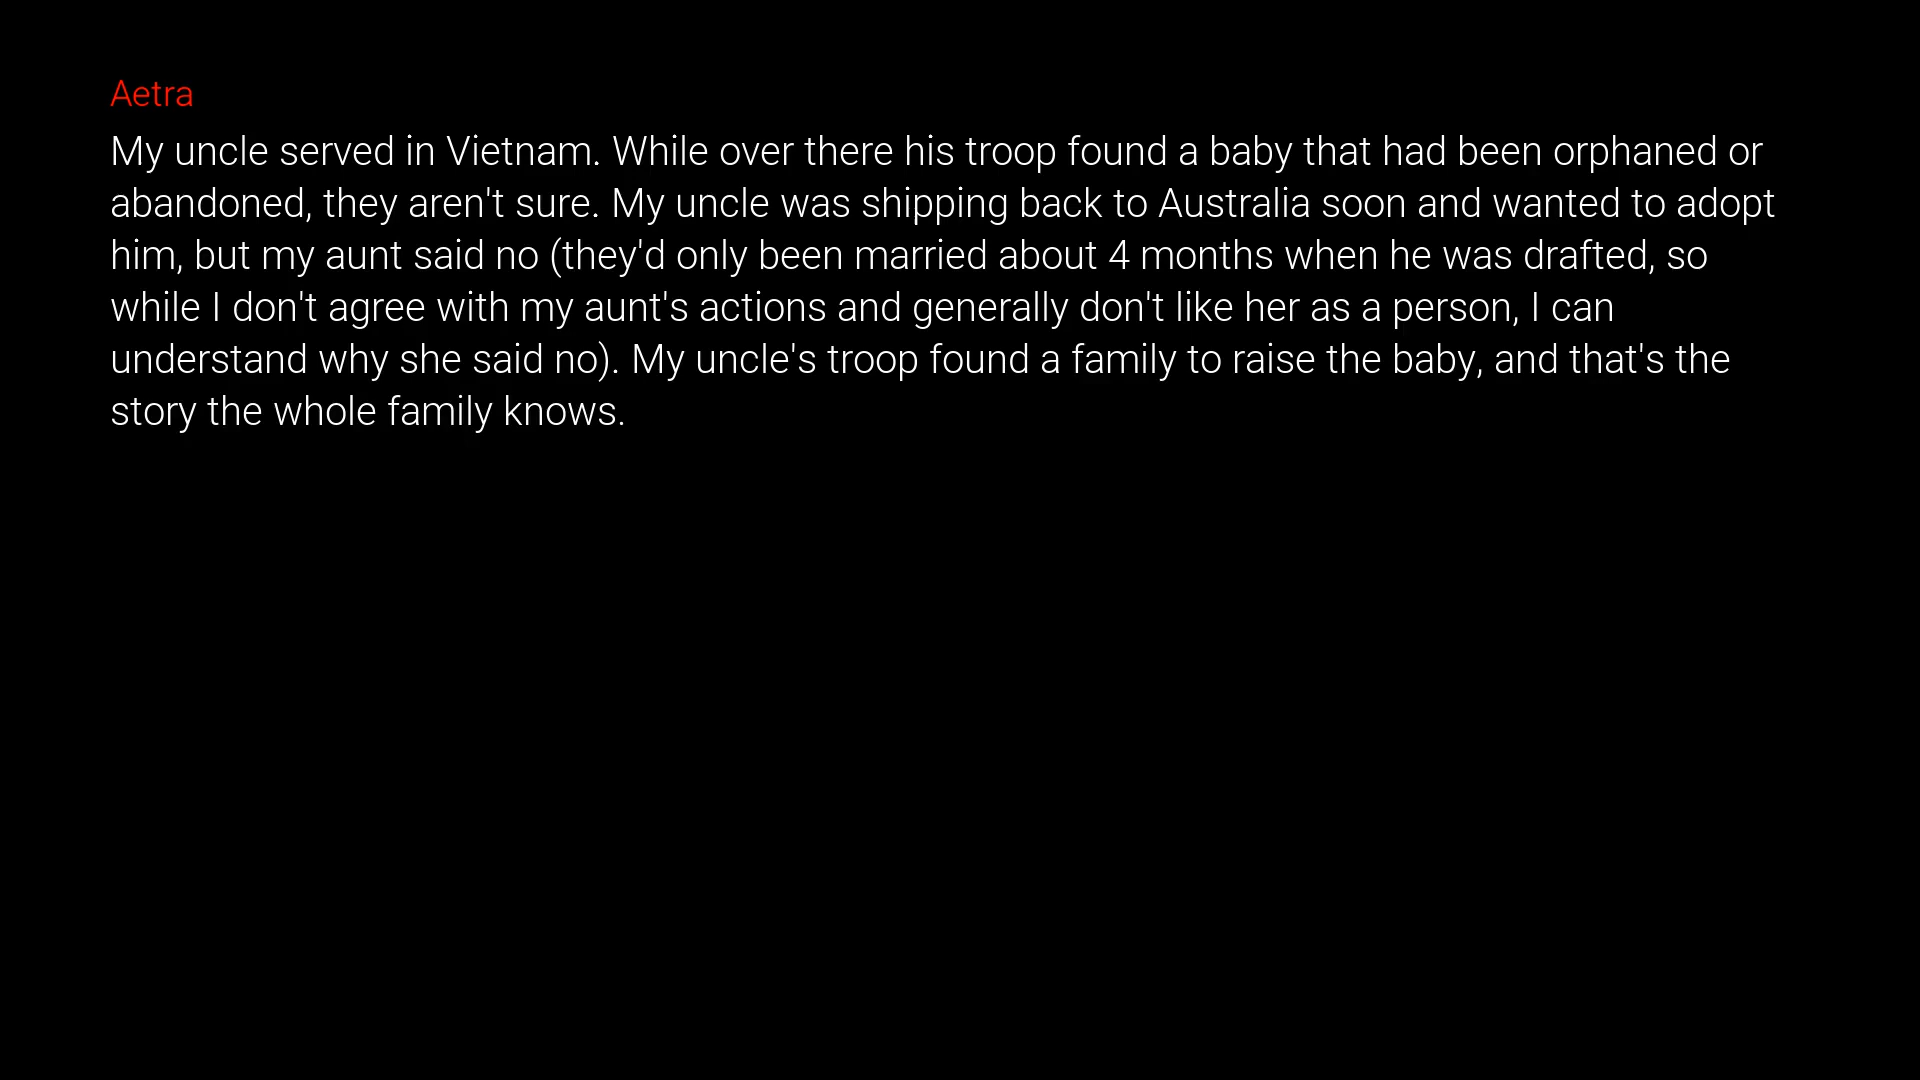 Aetra
My uncle served in Vietnam. While over there his troop found a baby that had been orphaned or
abandoned, they aren't sure. My uncle was shipping back to Australia soon and wanted to adopt
him, but my aunt said no (they'd only been married about 4 months when he was drafted, so
while I don't agree with my aunt's actions and generally don't like her as a person, I can
understand why she said no). My uncle's troop found a family to raise the baby, and that's the
story the whole family knows.